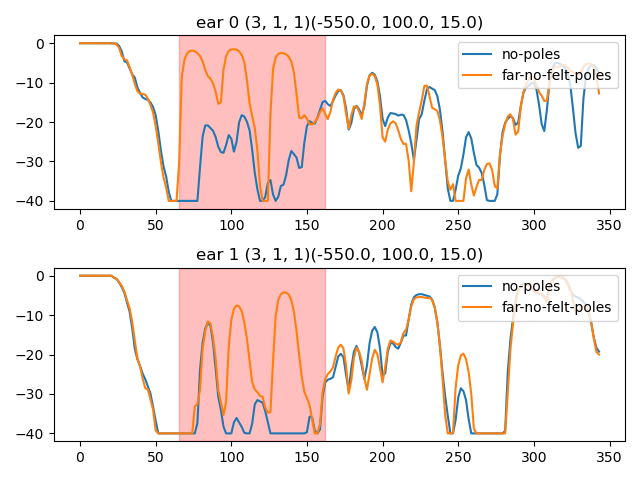 ear 0 (3, 1, 1)(-550.0, 100.0, 15.0)
0
−10
−20
−30
−40
no-poles
far-no-felt-poles
0 50 100 150 200 250 300 350
ear 1 (3, 1, 1)(-550.0, 100.0, 15.0)
0
−10
−20
−30
−40
no-poles
far-no-felt-poles
0 50 100 150 200 250 300 350